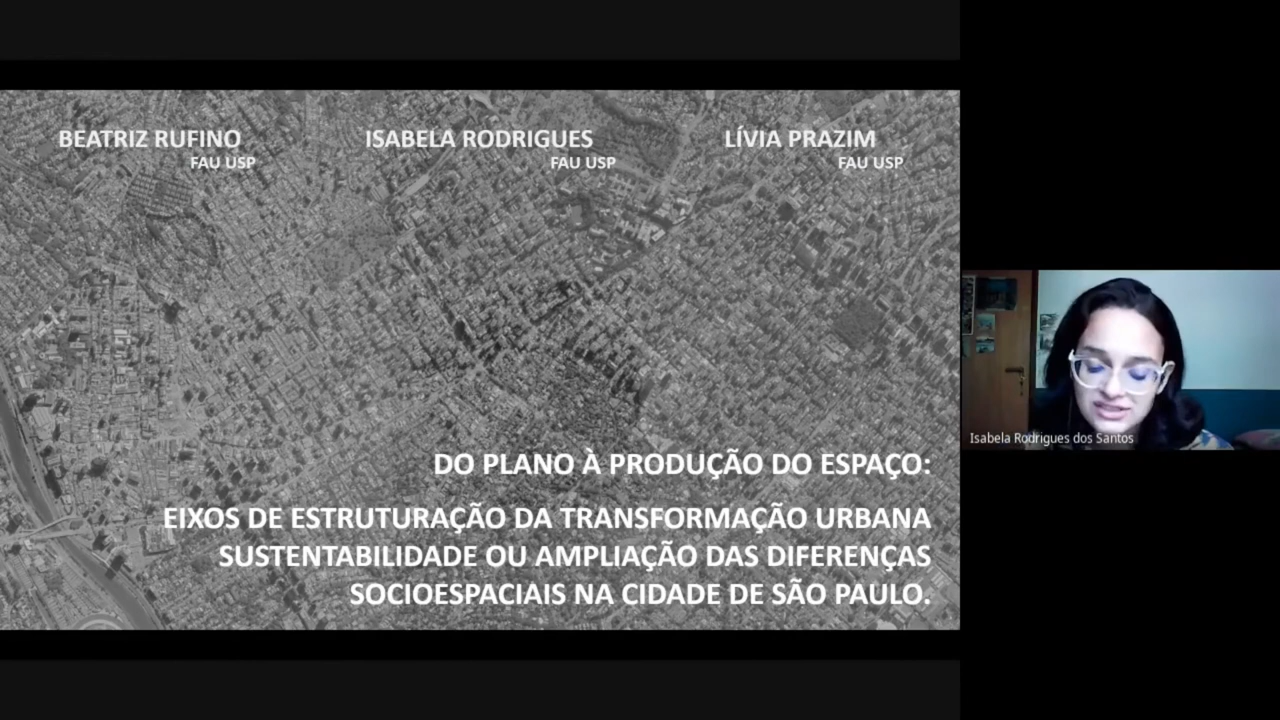 BEATRIZ RUFINO
FAU USP
ISABELA RODRIGUES
FAU USP
LÍVIA PRAZIM
FAU USP
DO PLANO À PRODUÇÃO DO ESPAÇO:
EIXOS DE ESTRUTURAÇÃO DA TRANSFORMAÇÃO URBANA
SUSTENTABILIDADE OU AMPLIAÇÃO DAS DIFERENÇAS
SOCIOESPACIAIS NA CIDADE DE SÃO PAULO.
Isabela Rodrigues dos Santos